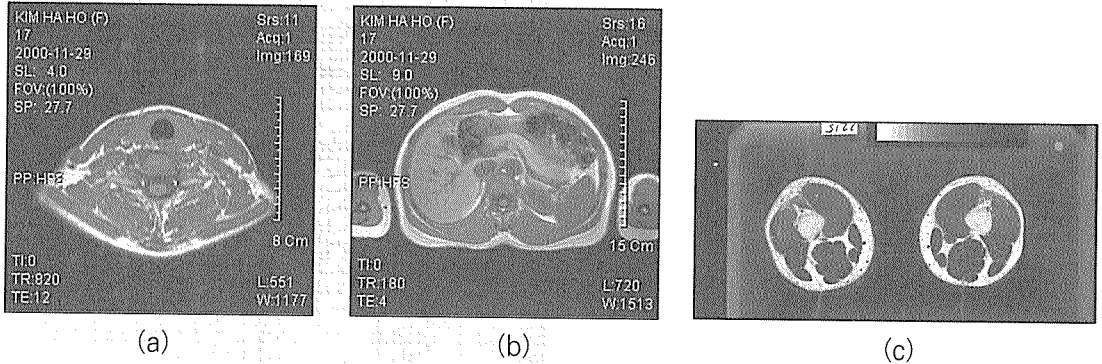 KIM HA HO (F)
17
2000-11-29
SL: 4.0
FOV:(100%)
SP: 27.7
Srs:11
Acq:1
Img:169
PP:HFS
8 Cm
TI:0
TR:820
TE:12
L:551
W:1177
(a)
KIM HA HO (F)
17
2000-11-29
SL: 9.0
FOV:(100%)
SP: 27.7
Srs:16
Acq:1
Img:246
PP:HFS
15 Cm
TI:0
TR:180
TE:4
L:720
W:1513
(b)
(c)